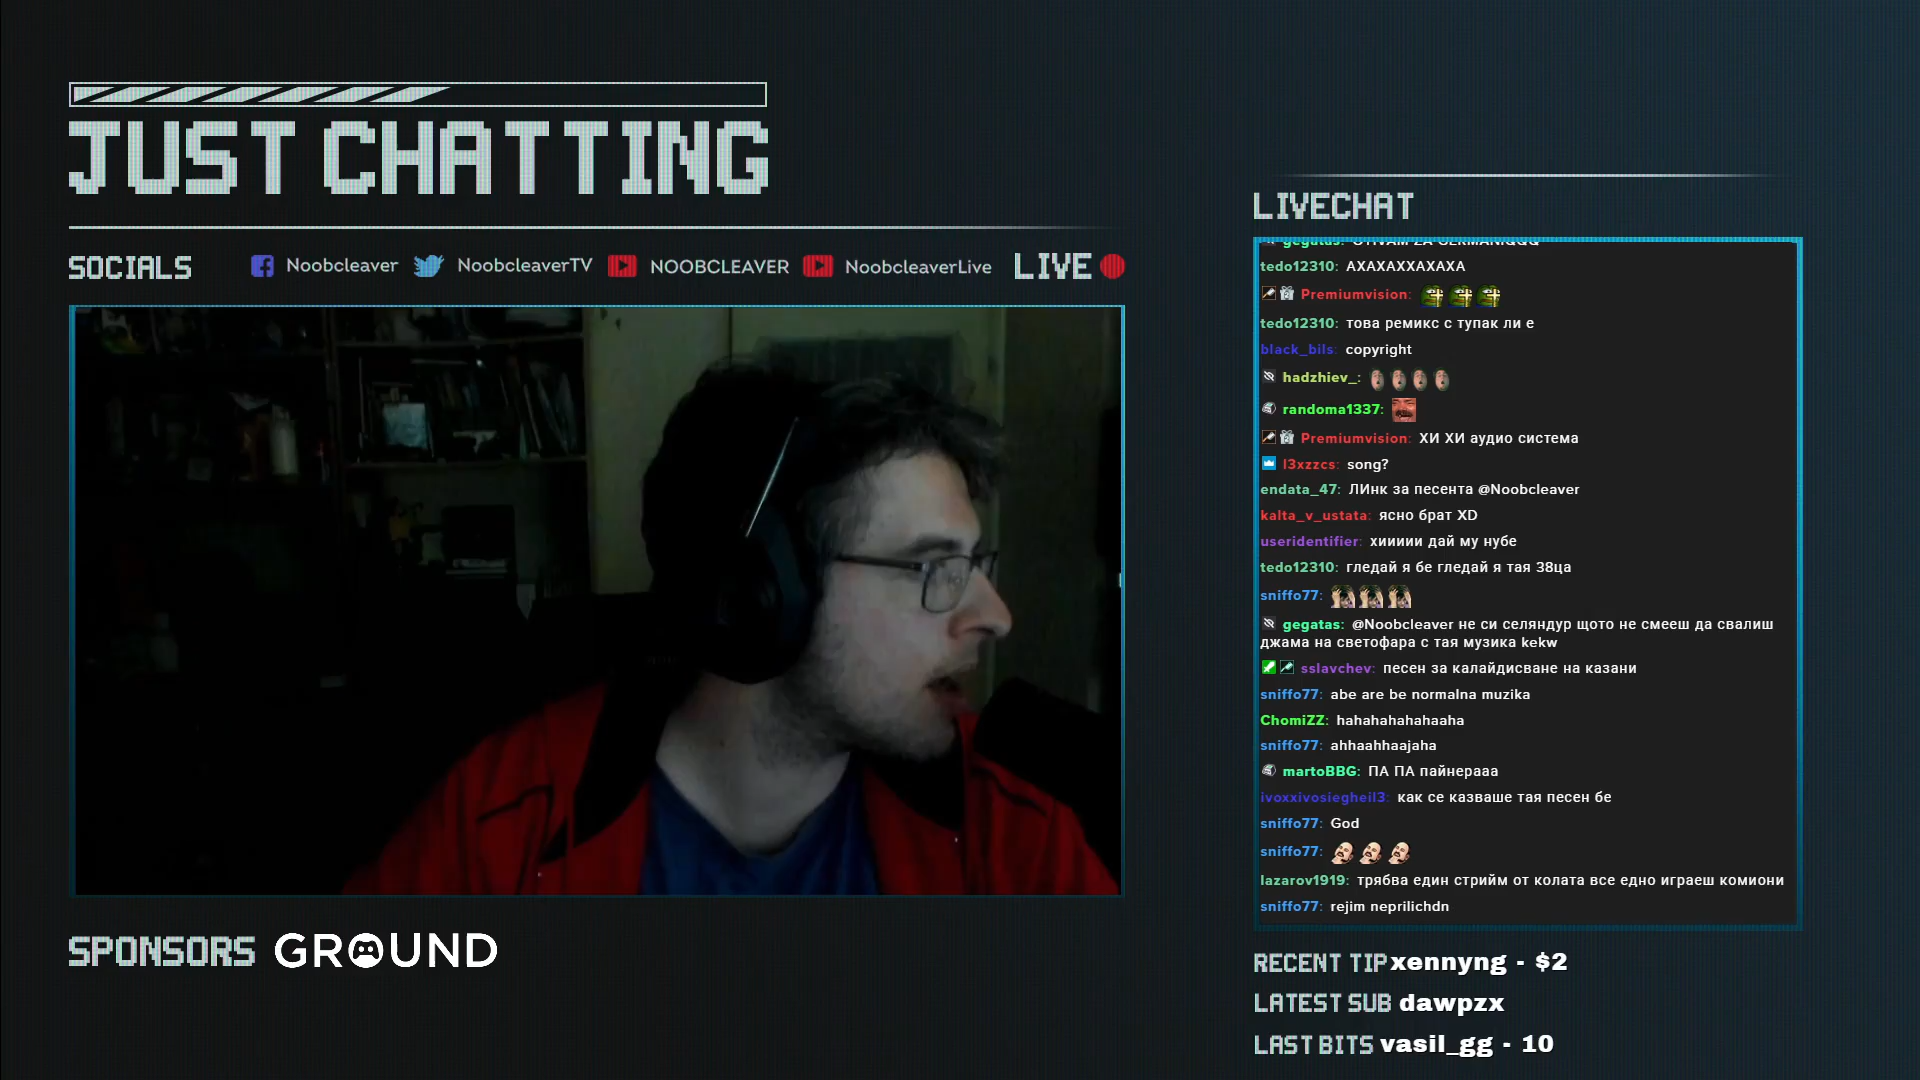 JUST CHATTING
SOCIALS Noobcleaver NoobcleaverTV NOOBCLEAVER NoobcleaverLive LIVE
SPONSORS GROUND
LIVECHAT
tedo12310: АХАХАХХАХАХА
Premiumvision:
tedo12310: това ремикс с тупак ли е
black_bils: copyright
hadzhiev_:
randoma1337:
Premiumvision: ХИ ХИ аудио система
l3xzzcs: song?
endata_47: ЛИнк за песента @Noobcleaver
kalta_v_ustata: ясно брат XD
useridentifier: хиииии дай му нубе
tedo12310: гледай я бе гледай я тая 38ца
sniffo77:
gegatas: @Noobcleaver не си селяндур щото не смееш да свалиш
джама на светофара с тая музика kekw
sslavchev: песен за калайдисване на казани
sniffo77: abe are be normalna muzika
ChomiZZ: hahahahahahaaha
sniffo77: ahhaahhaajaha
martoBBG: ПА ПА пайнерааа
ivoxxivosiegheil3: как се казваше тая песен бе
sniffo77: God
sniffo77:
lazarov1919: трябва един стрийм от колата все едно играеш комиони
sniffo77: rejim neprilichdn
RECENT TIP xennyng - $2
LATEST SUB dawpzx
LAST BITS vasil_gg - 10